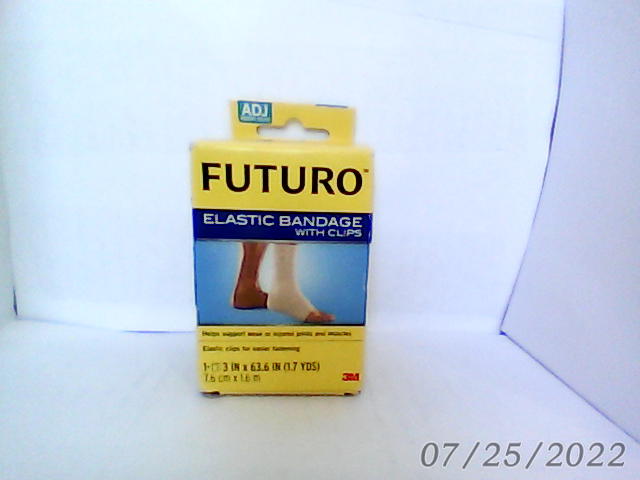 ADJ
FUTURO™
ELASTIC BANDAGE
WITH CLIPS
Helps support weak or injured joints and muscles
Elastic clips for easier fastening
3 IN x 63.6 IN (1.7 YDS)
7.6 cm x 1.6 m
3M
07/25/2022